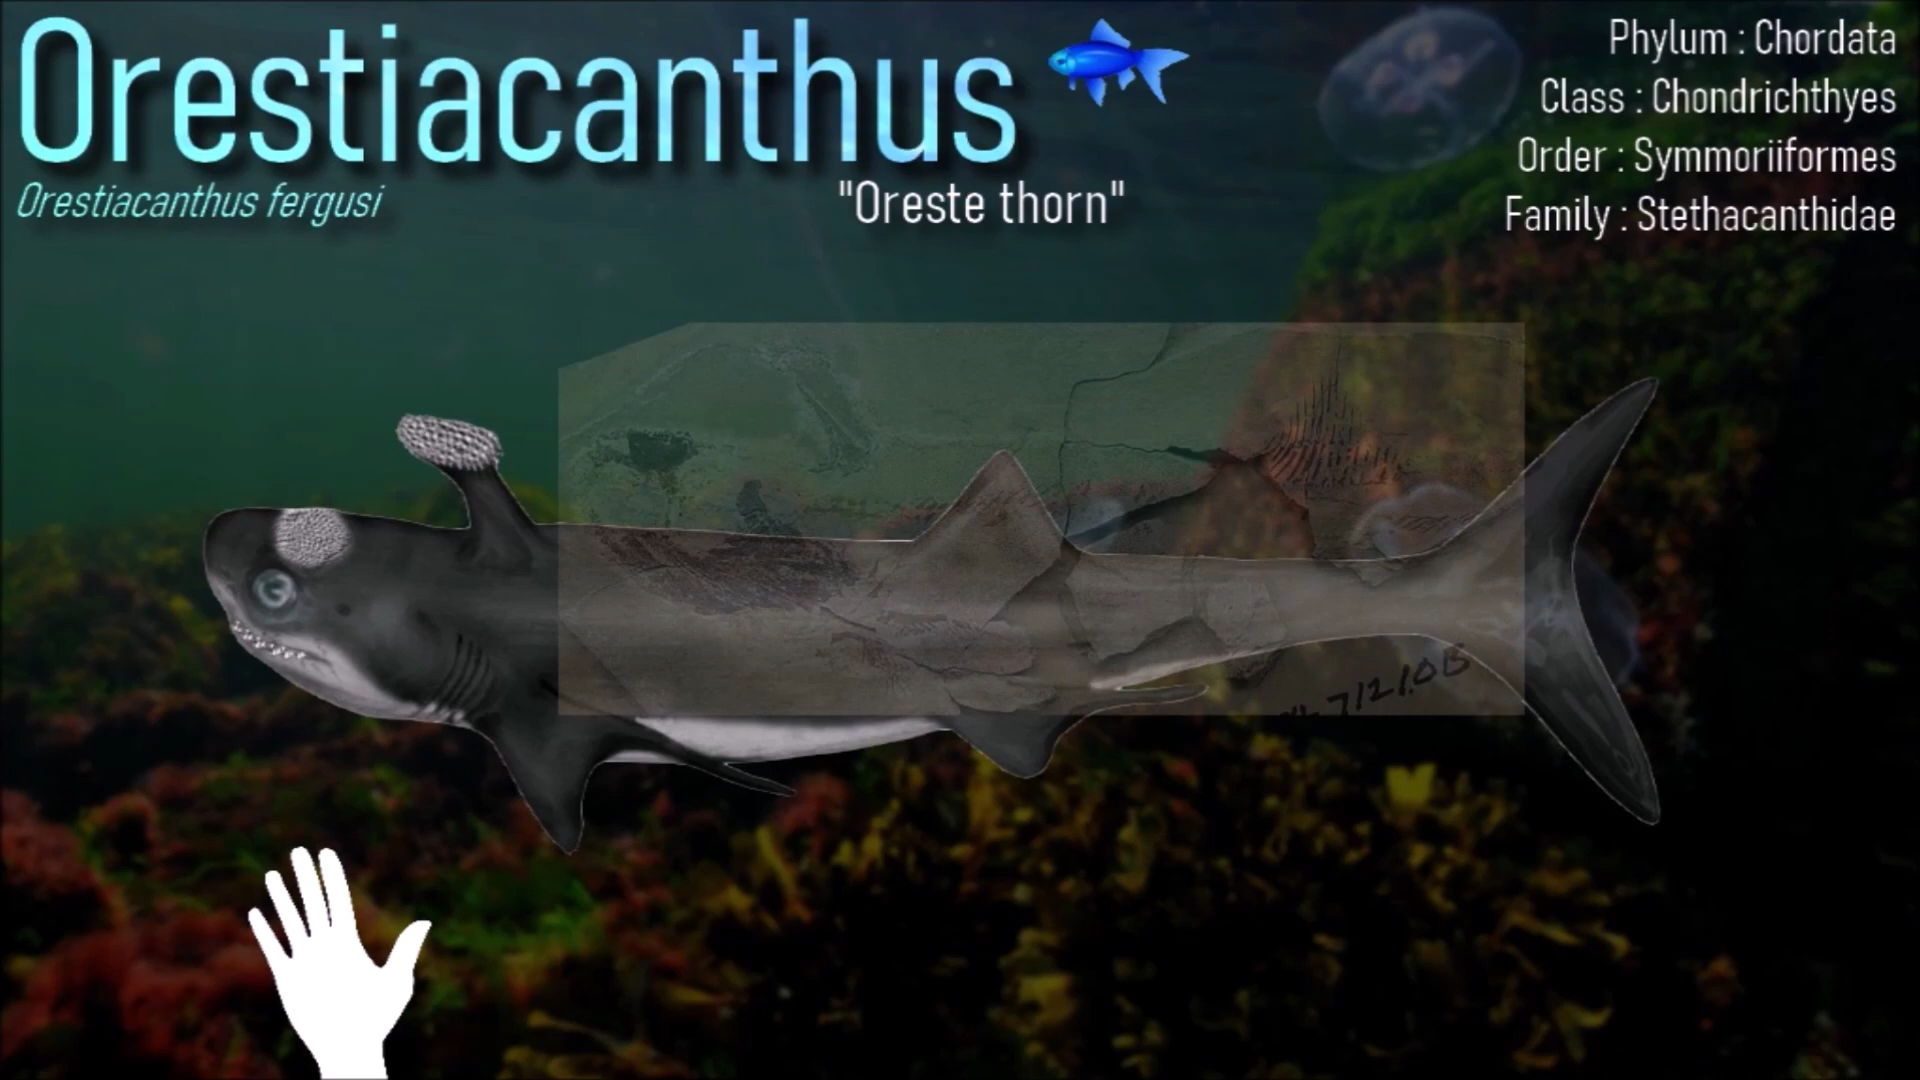 Orestiacanthus
Orestiacanthus fergusi
"Oreste thorn"
Phylum : Chordata
Class : Chondrichthyes
Order : Symmoriiformes
Family : Stethacanthidae